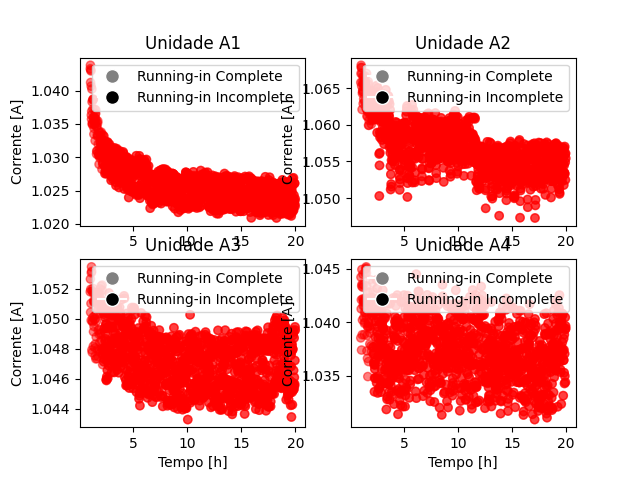 Unidade A1
Corrente [A]
1.040
1.035
1.030
1.025
1.020
5
10
15
20
Running-in Complete
Running-in Incomplete
Unidade A2
Corrente [A]
1.065
1.060
1.055
1.050
5
10
15
20
Running-in Complete
Running-in Incomplete
Unidade A3
Corrente [A]
1.052
1.050
1.048
1.046
1.044
5
10
15
20
Tempo [h]
Running-in Complete
Running-in Incomplete
Unidade A4
Corrente [A]
1.045
1.040
1.035
5
10
15
20
Tempo [h]
Running-in Complete
Running-in Incomplete